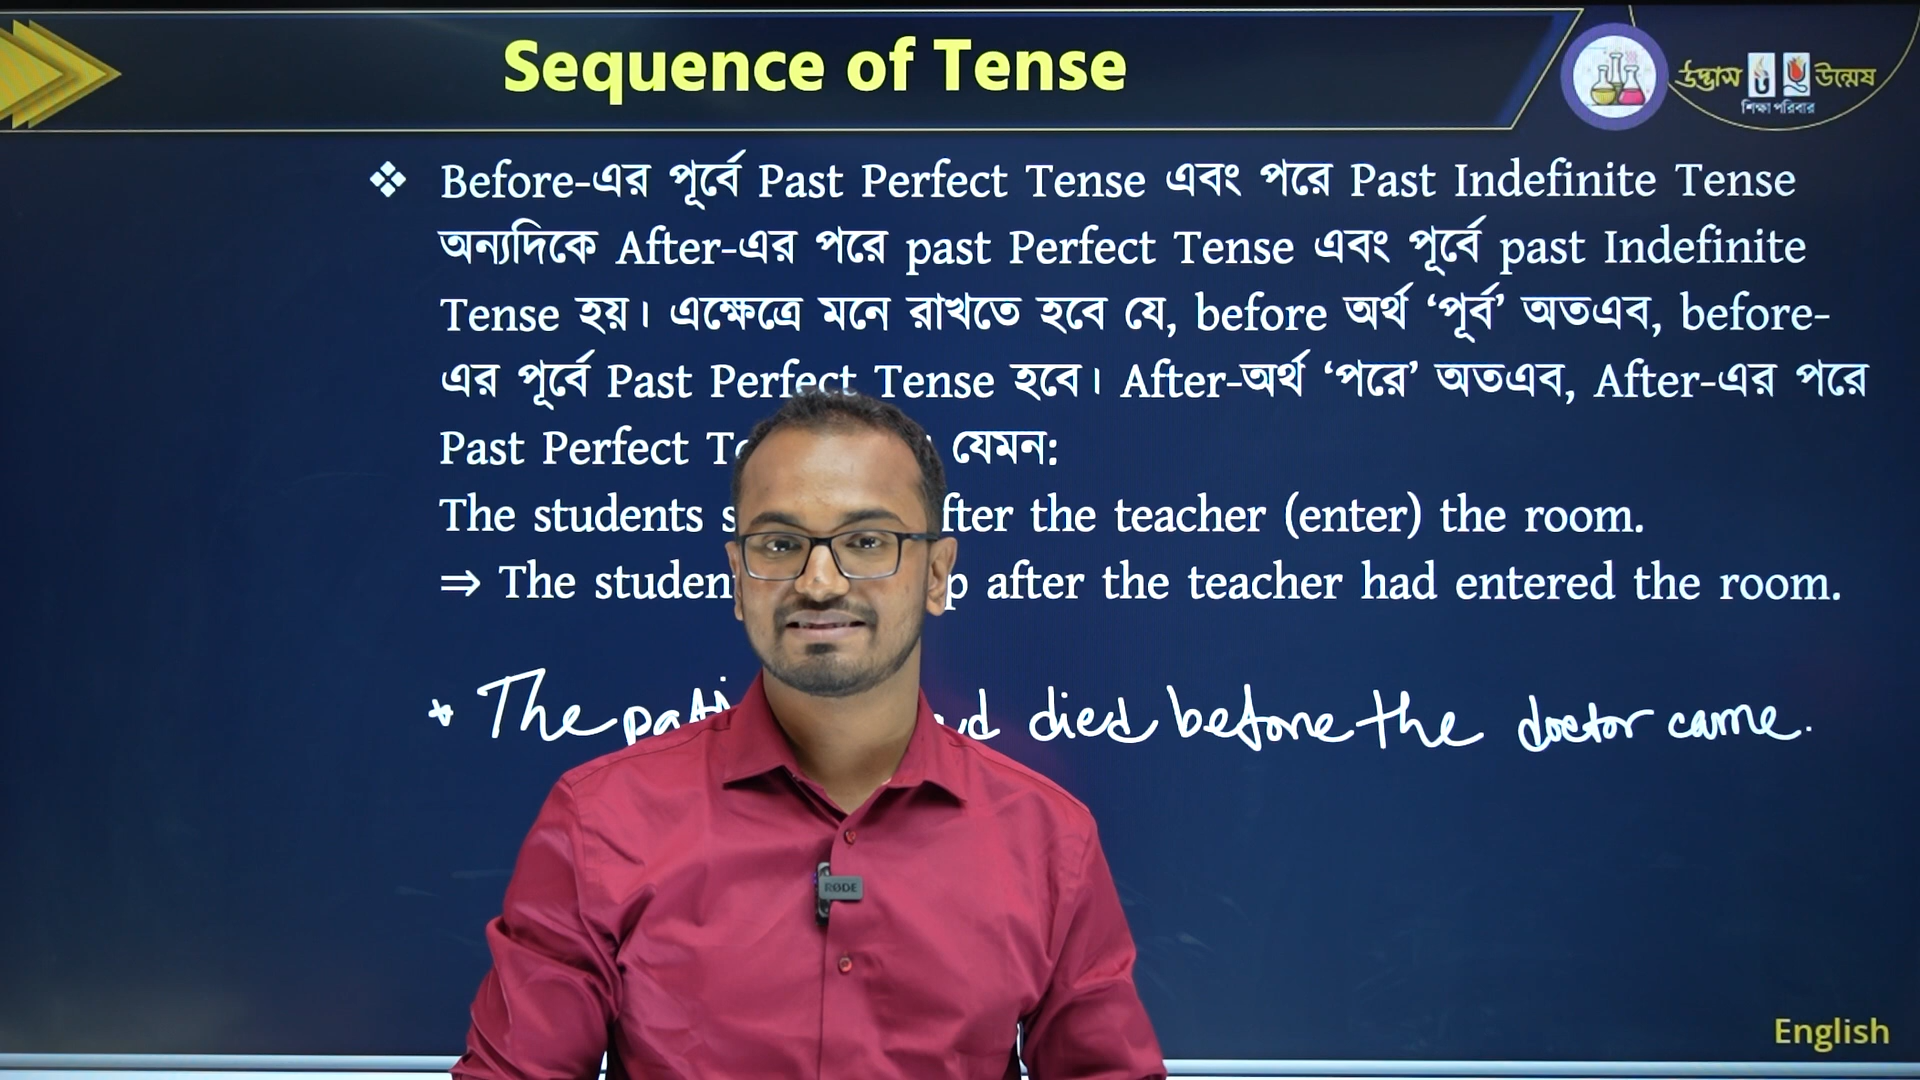 Sequence of Tense
উদ্ভাস উন্মেষ
শিক্ষা পরিবার
❖ Before-এর পূর্বে Past Perfect Tense এবং পরে Past Indefinite Tense
অন্যদিকে After-এর পরে past Perfect Tense এবং পূর্বে past Indefinite
Tense হয়। এক্ষেত্রে মনে রাখতে হবে যে, before অর্থ ‘পূর্ব’ অতএব, before-
এর পূর্বে Past Perfect Tense হবে। After-অর্থ ‘পরে’ অতএব, After-এর পরে
Past Perfect যেমন:
The students the teacher (enter) the room.
⇒ The after the teacher had entered the room.
The died before the doctor came.
RØDE
English